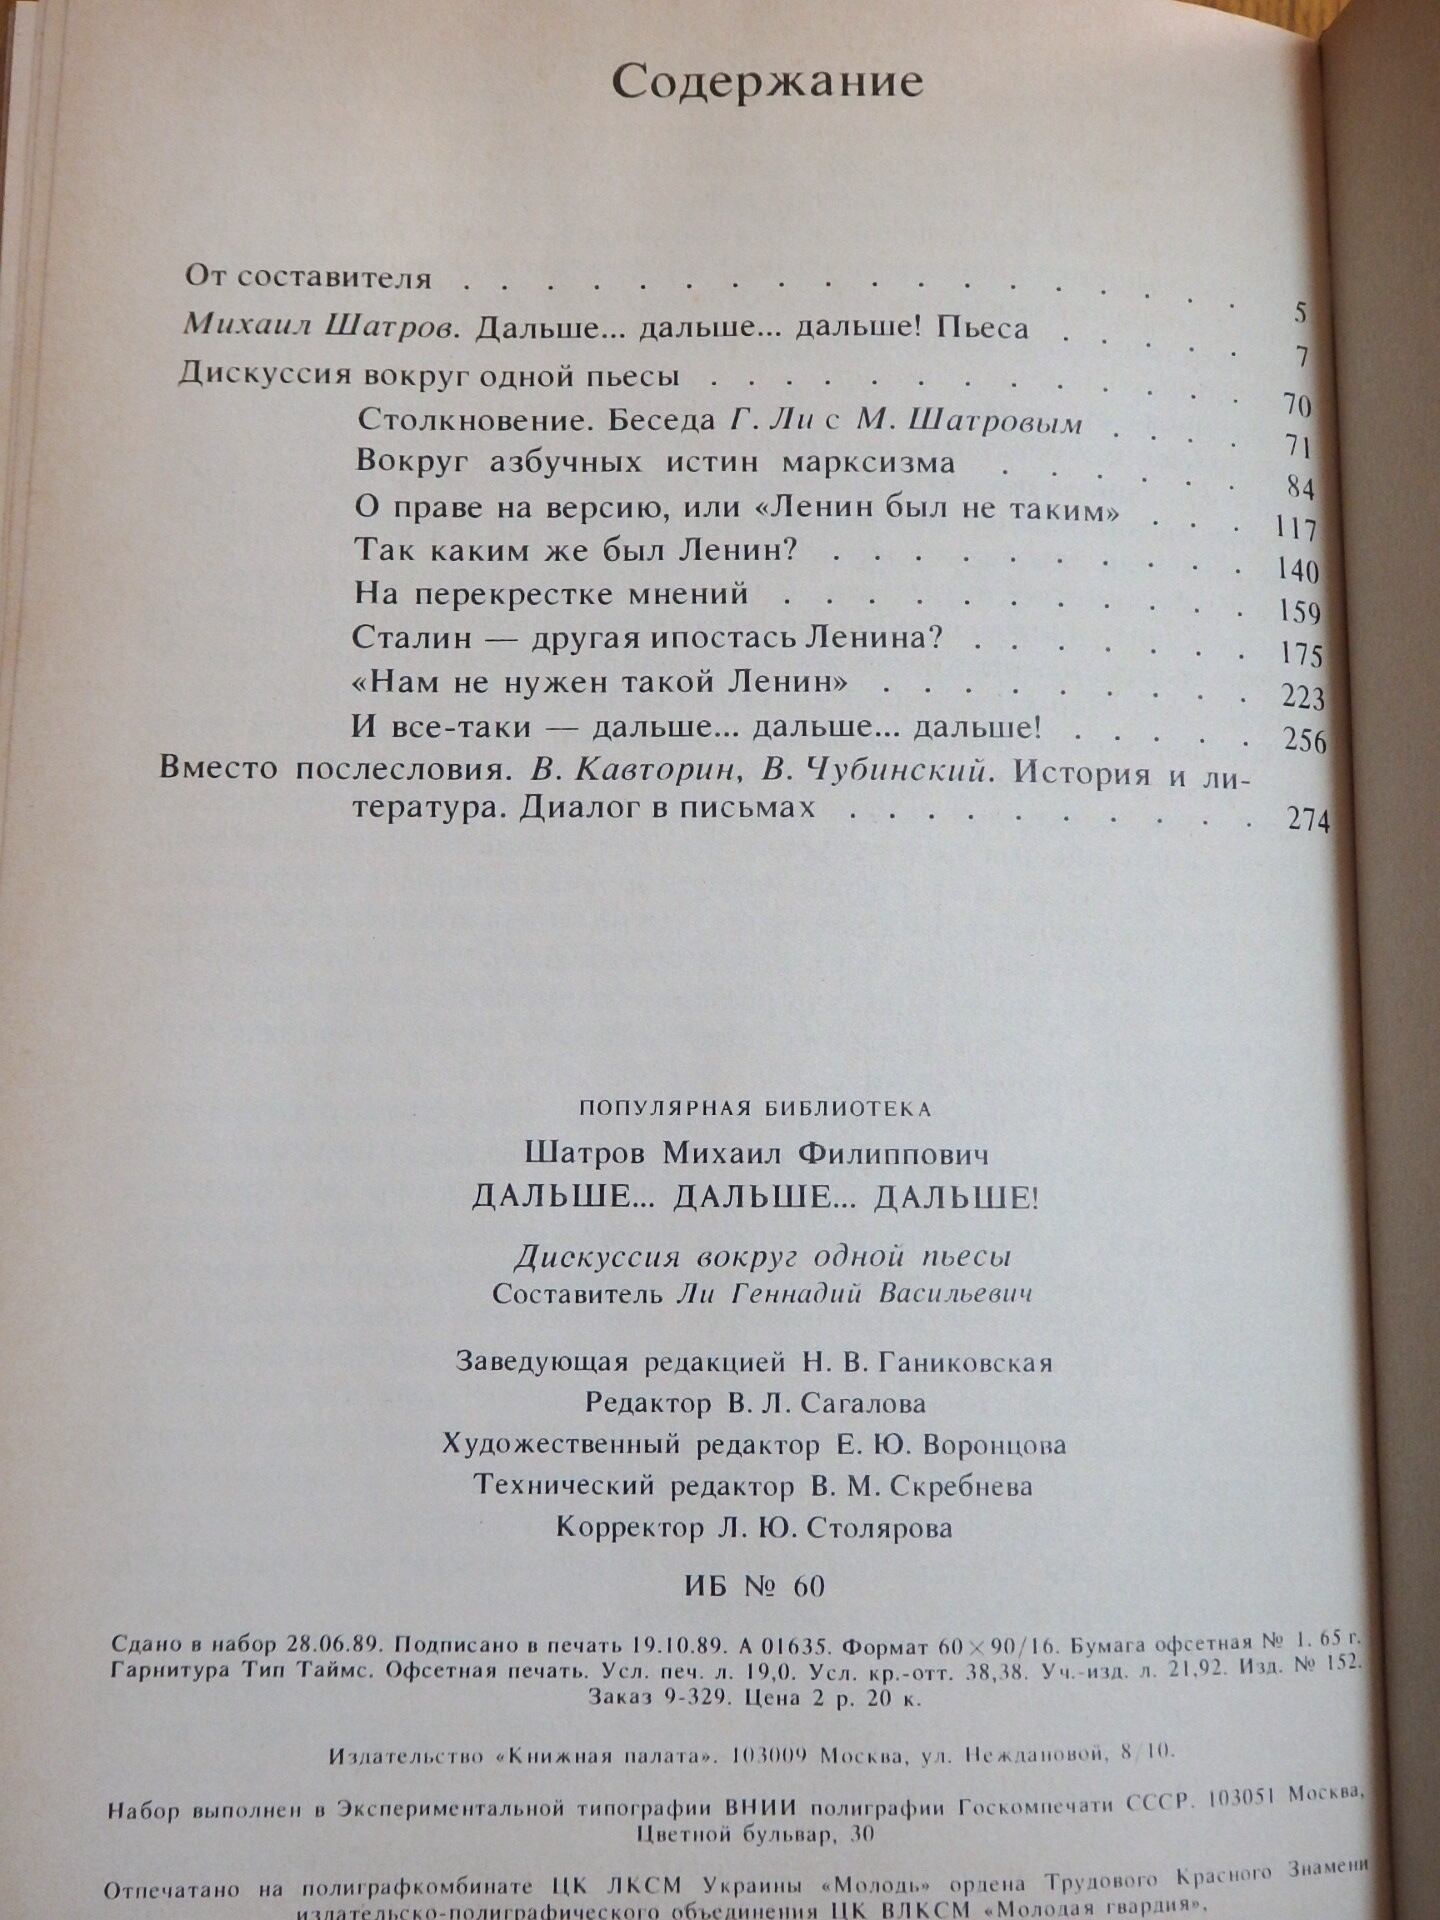 Содержание
От составителя . . . . . . . . . . . . . . . . . . 5
Михаил Шатров. Дальше... дальше... дальше! Пьеса . . . . . 7
Дискуссия вокруг одной пьесы . . . . . . . . . . . 70
Столкновение. Беседа Г. Ли с М. Шатровым . . . . 71
Вокруг азбучных истин марксизма . . . . . . 84
О праве на версию, или «Ленин был не таким» . . . 117
Так каким же был Ленин? . . . . . . . . . . 140
На перекрестке мнений . . . . . . . . . . . 159
Сталин — другая ипостась Ленина? . . . . . . . 175
«Нам не нужен такой Ленин» . . . . . . . . . 223
И все-таки — дальше... дальше... дальше! . . . . . 256
Вместо послесловия. В. Кавторин, В. Чубинский. История и ли-
тература. Диалог в письмах . . . . . . . . . . 274
ПОПУЛЯРНАЯ БИБЛИОТЕКА
Шатров Михаил Филиппович
ДАЛЬШЕ... ДАЛЬШЕ... ДАЛЬШЕ!
Дискуссия вокруг одной пьесы
Составитель Ли Геннадий Васильевич
Заведующая редакцией Н. В. Ганиковская
Редактор В. Л. Сагалова
Художественный редактор Е. Ю. Воронцова
Технический редактор В. М. Скребнева
Корректор Л. Ю. Столярова
ИБ № 60
Сдано в набор 28.06.89. Подписано в печать 19.10.89. А 01635. Формат 60×90/16. Бумага офсетная № 1. 65 г.
Гарнитура Тип Таймс. Офсетная печать. Усл. печ. л. 19,0. Усл. кр.-отт. 38,38. Уч.-изд. л. 21,92. Изд. № 152.
Заказ 9-329. Цена 2 р. 20 к.
Издательство «Книжная палата». 103009 Москва, ул. Неждановой, 8/10.
Набор выполнен в Экспериментальной типографии ВНИИ полиграфии Госкомпечати СССР. 103051 Москва,
Цветной бульвар, 30
Отпечатано на полиграфкомбинате ЦК ЛКСМ Украины «Молодь» ордена Трудового Красного Знамени
издательско-полиграфического объединения ЦК ВЛКСМ «Молодая гвардия»,